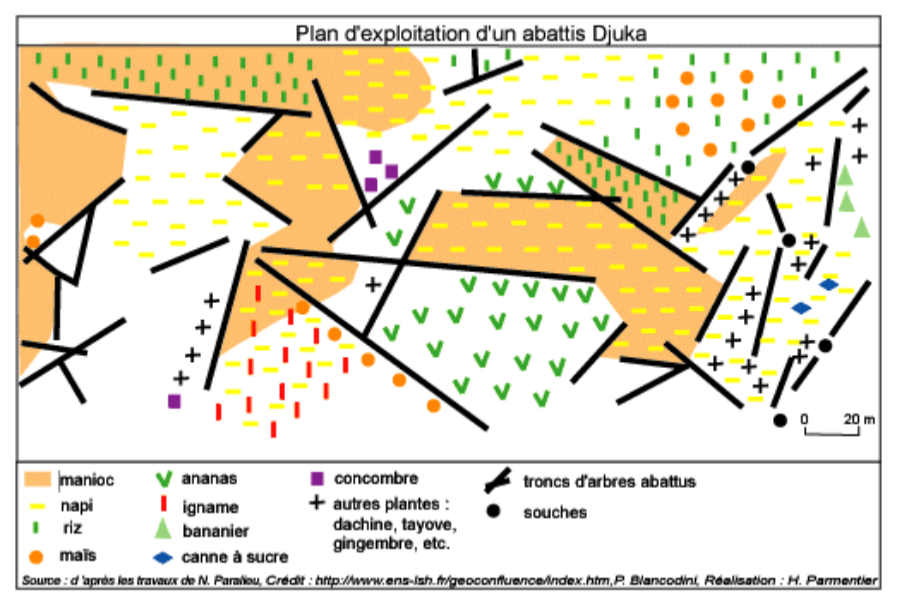 Plan d'exploitation d'un abattis Djuka
0 20 m
manioc
napi
riz
maïs
ananas
igname
bananier
canne à sucre
concombre
autres plantes :
dachine, tayove,
gingembre, etc.
troncs d'arbres abattus
souches
Source : d 'après les travaux de N. Paralieu, Crédit : http://www.ens-lsh.fr/geoconfluence/index.htm,P. Blancodini, Réalisation : H. Parmentier